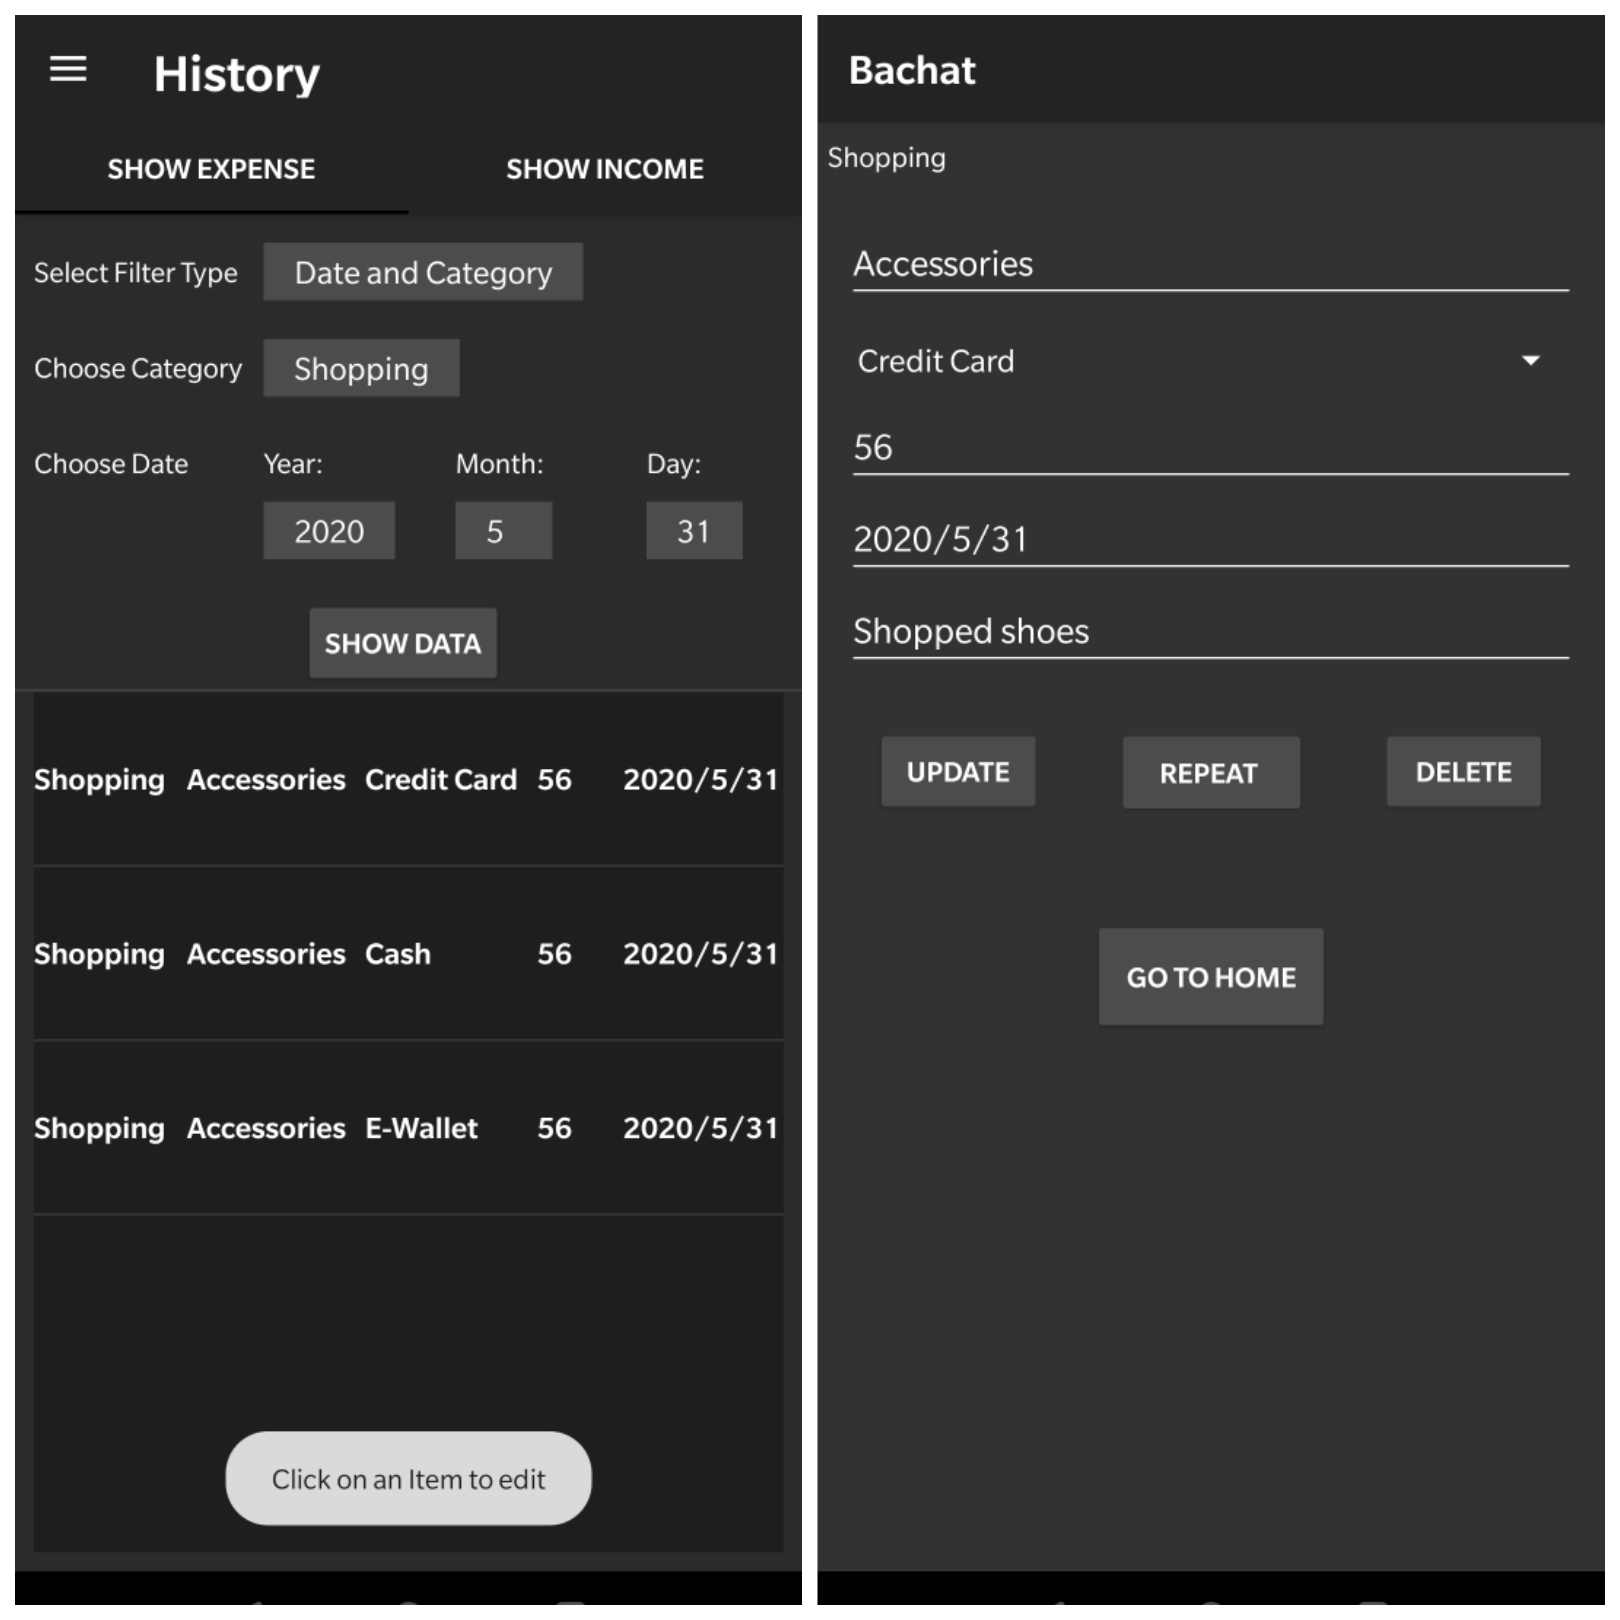 History
SHOW EXPENSE SHOW INCOME
Select Filter Type Date and Category
Choose Category Shopping
Choose Date Year: Month: Day:
2020 5 31
SHOW DATA
Shopping Accessories Credit Card 56 2020/5/31
Shopping Accessories Cash 56 2020/5/31
Shopping Accessories E-Wallet 56 2020/5/31
Click on an Item to edit
Bachat
Shopping
Accessories
Credit Card
56
2020/5/31
Shopped shoes
UPDATE REPEAT DELETE
GO TO HOME